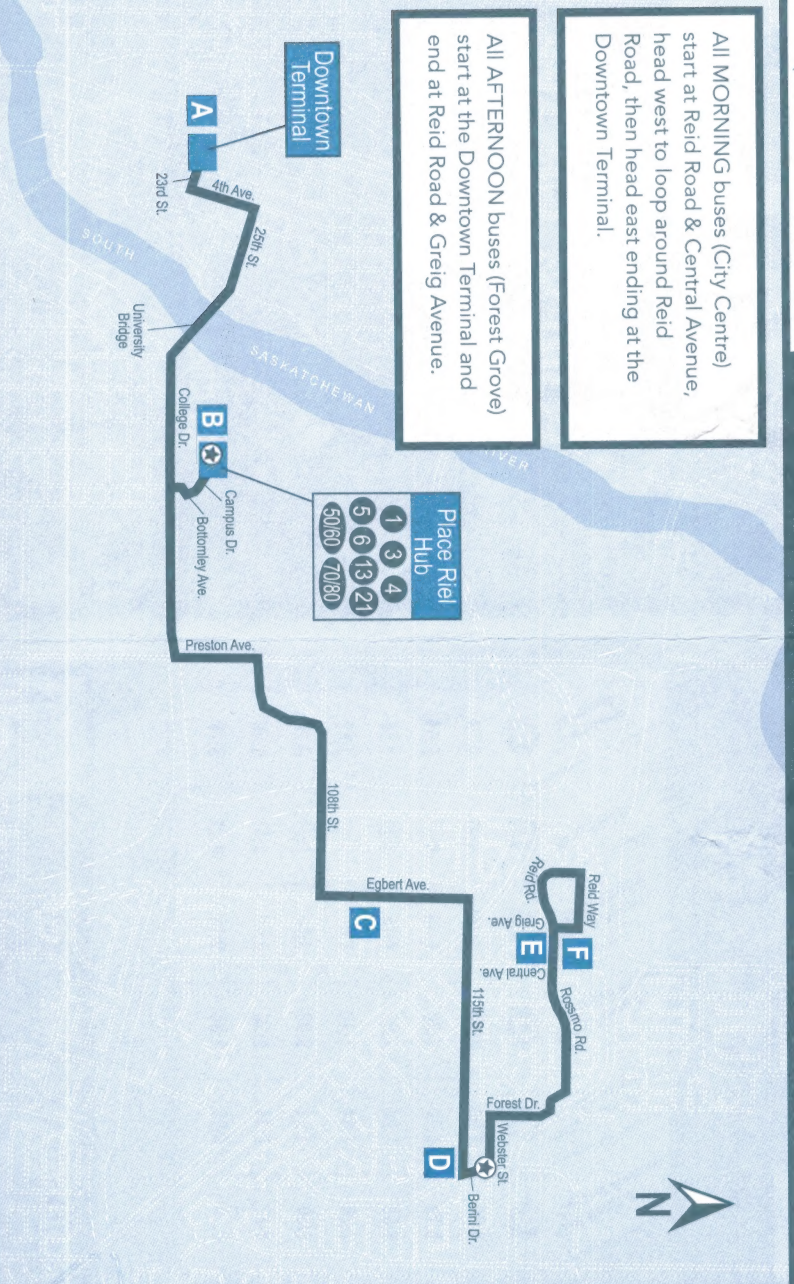 All MORNING buses (City Centre)
start at Reid Road & Central Avenue,
head west to loop around Reid
Road, then head east ending at the
Downtown Terminal.
All AFTERNOON buses (Forest Grove)
start at the Downtown Terminal and
end at Reid Road & Greig Avenue.
Downtown
Terminal
A
23rd St.
4th Ave.
25th St.
University
Bridge
SOUTH
SASKATCHEWAN
RIVER
College Dr.
B
Campus Dr.
Bottomley Ave.
Place Riel
Hub
1 3 4
5 6 13 21
50/60 70/80
Preston Ave.
108th St.
Egbert Ave.
C
115th St.
D
Berini Dr.
Webster St.
Forest Dr.
Rossmo Rd.
Central Ave.
E
F
Greig Ave.
Reid Rd.
Reid Way
N